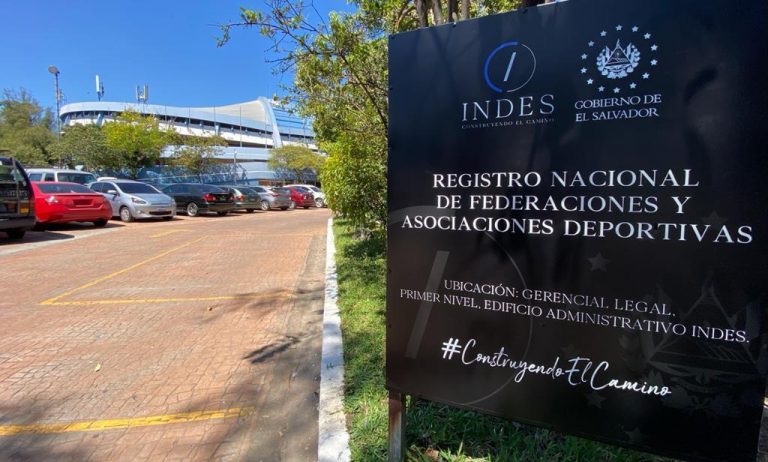 INDES
CONSTRUYENDO EL CAMINO
GOBIERNO DE
EL SALVADOR
REGISTRO NACIONAL
DE FEDERACIONES Y
ASOCIACIONES DEPORTIVAS
UBICACIÓN: GERENCIAL LEGAL,
PRIMER NIVEL, EDIFICIO ADMINISTRATIVO INDES.
#ConstruyendoElCamino